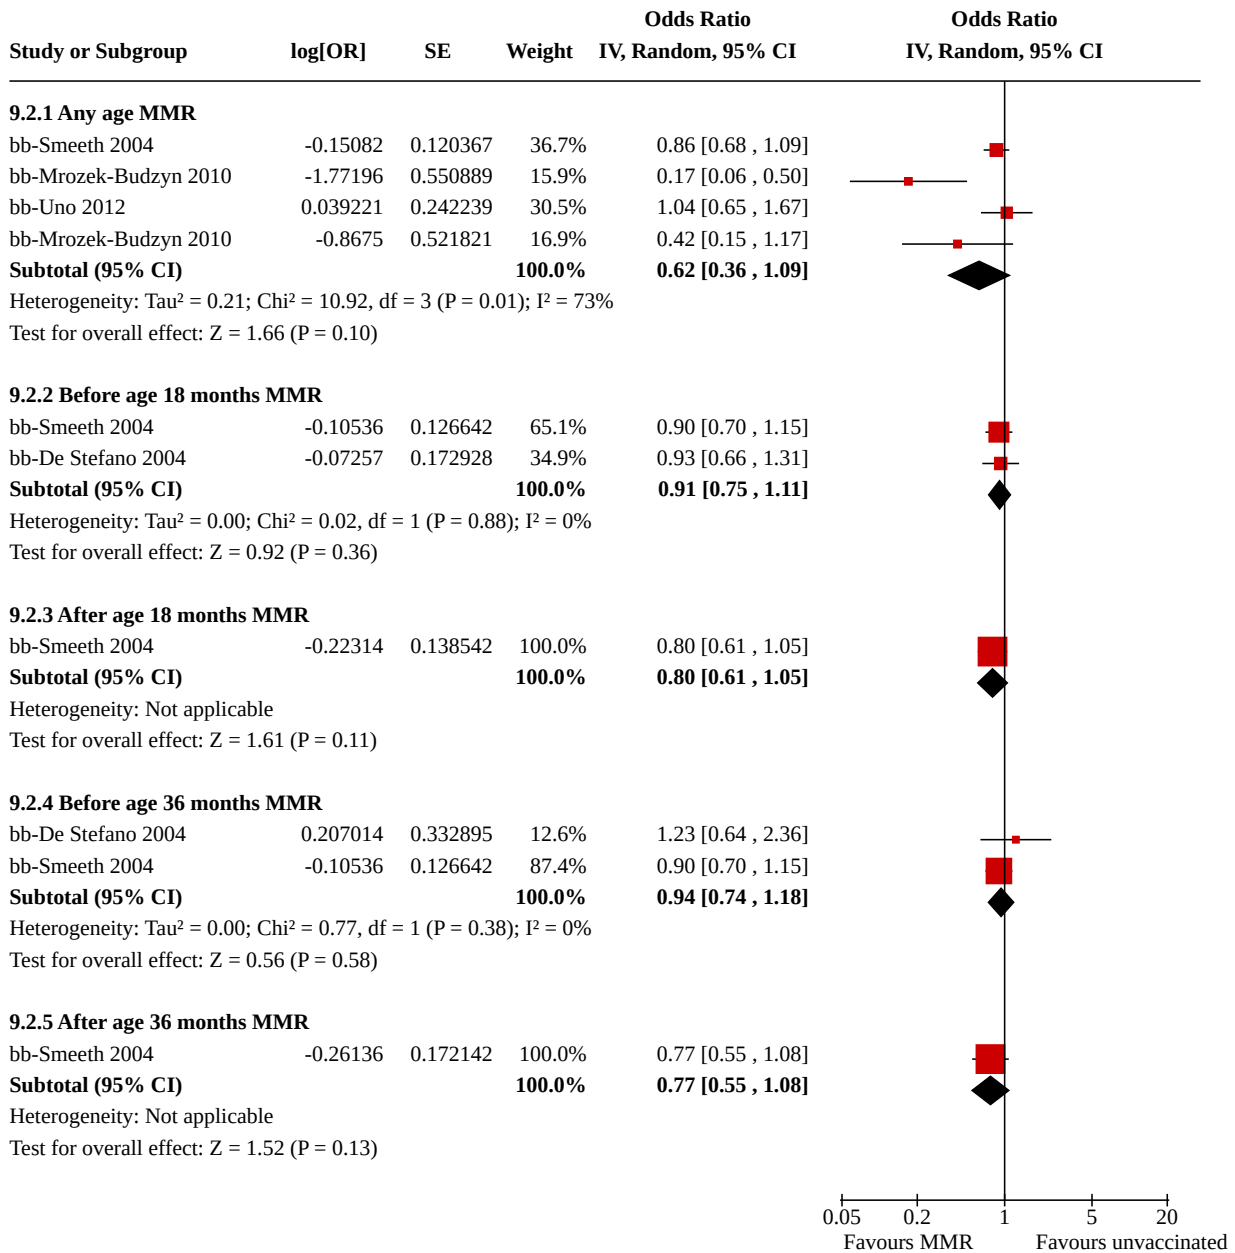 Odds Ratio Odds Ratio
Study or Subgroup log[OR] SE Weight IV, Random, 95% CI IV, Random, 95% CI
9.2.1 Any age MMR
bb-Smeeth 2004 -0.15082 0.120367 36.7% 0.86 [0.68 , 1.09]
bb-Mrozek-Budzyn 2010 -1.77196 0.550889 15.9% 0.17 [0.06 , 0.50]
bb-Uno 2012 0.039221 0.242239 30.5% 1.04 [0.65 , 1.67]
bb-Mrozek-Budzyn 2010 -0.8675 0.521821 16.9% 0.42 [0.15 , 1.17]
Subtotal (95% CI) 100.0% 0.62 [0.36 , 1.09]
Heterogeneity: Tau² = 0.21; Chi² = 10.92, df = 3 (P = 0.01); I² = 73%
Test for overall effect: Z = 1.66 (P = 0.10)
9.2.2 Before age 18 months MMR
bb-Smeeth 2004 -0.10536 0.126642 65.1% 0.90 [0.70 , 1.15]
bb-De Stefano 2004 -0.07257 0.172928 34.9% 0.93 [0.66 , 1.31]
Subtotal (95% CI) 100.0% 0.91 [0.75 , 1.11]
Heterogeneity: Tau² = 0.00; Chi² = 0.02, df = 1 (P = 0.88); I² = 0%
Test for overall effect: Z = 0.92 (P = 0.36)
9.2.3 After age 18 months MMR
bb-Smeeth 2004 -0.22314 0.138542 100.0% 0.80 [0.61 , 1.05]
Subtotal (95% CI) 100.0% 0.80 [0.61 , 1.05]
Heterogeneity: Not applicable
Test for overall effect: Z = 1.61 (P = 0.11)
9.2.4 Before age 36 months MMR
bb-De Stefano 2004 0.207014 0.332895 12.6% 1.23 [0.64 , 2.36]
bb-Smeeth 2004 -0.10536 0.126642 87.4% 0.90 [0.70 , 1.15]
Subtotal (95% CI) 100.0% 0.94 [0.74 , 1.18]
Heterogeneity: Tau² = 0.00; Chi² = 0.77, df = 1 (P = 0.38); I² = 0%
Test for overall effect: Z = 0.56 (P = 0.58)
9.2.5 After age 36 months MMR
bb-Smeeth 2004 -0.26136 0.172142 100.0% 0.77 [0.55 , 1.08]
Subtotal (95% CI) 100.0% 0.77 [0.55 , 1.08]
Heterogeneity: Not applicable
Test for overall effect: Z = 1.52 (P = 0.13)
0.05 0.2 1 5 20
Favours MMR Favours unvaccinated